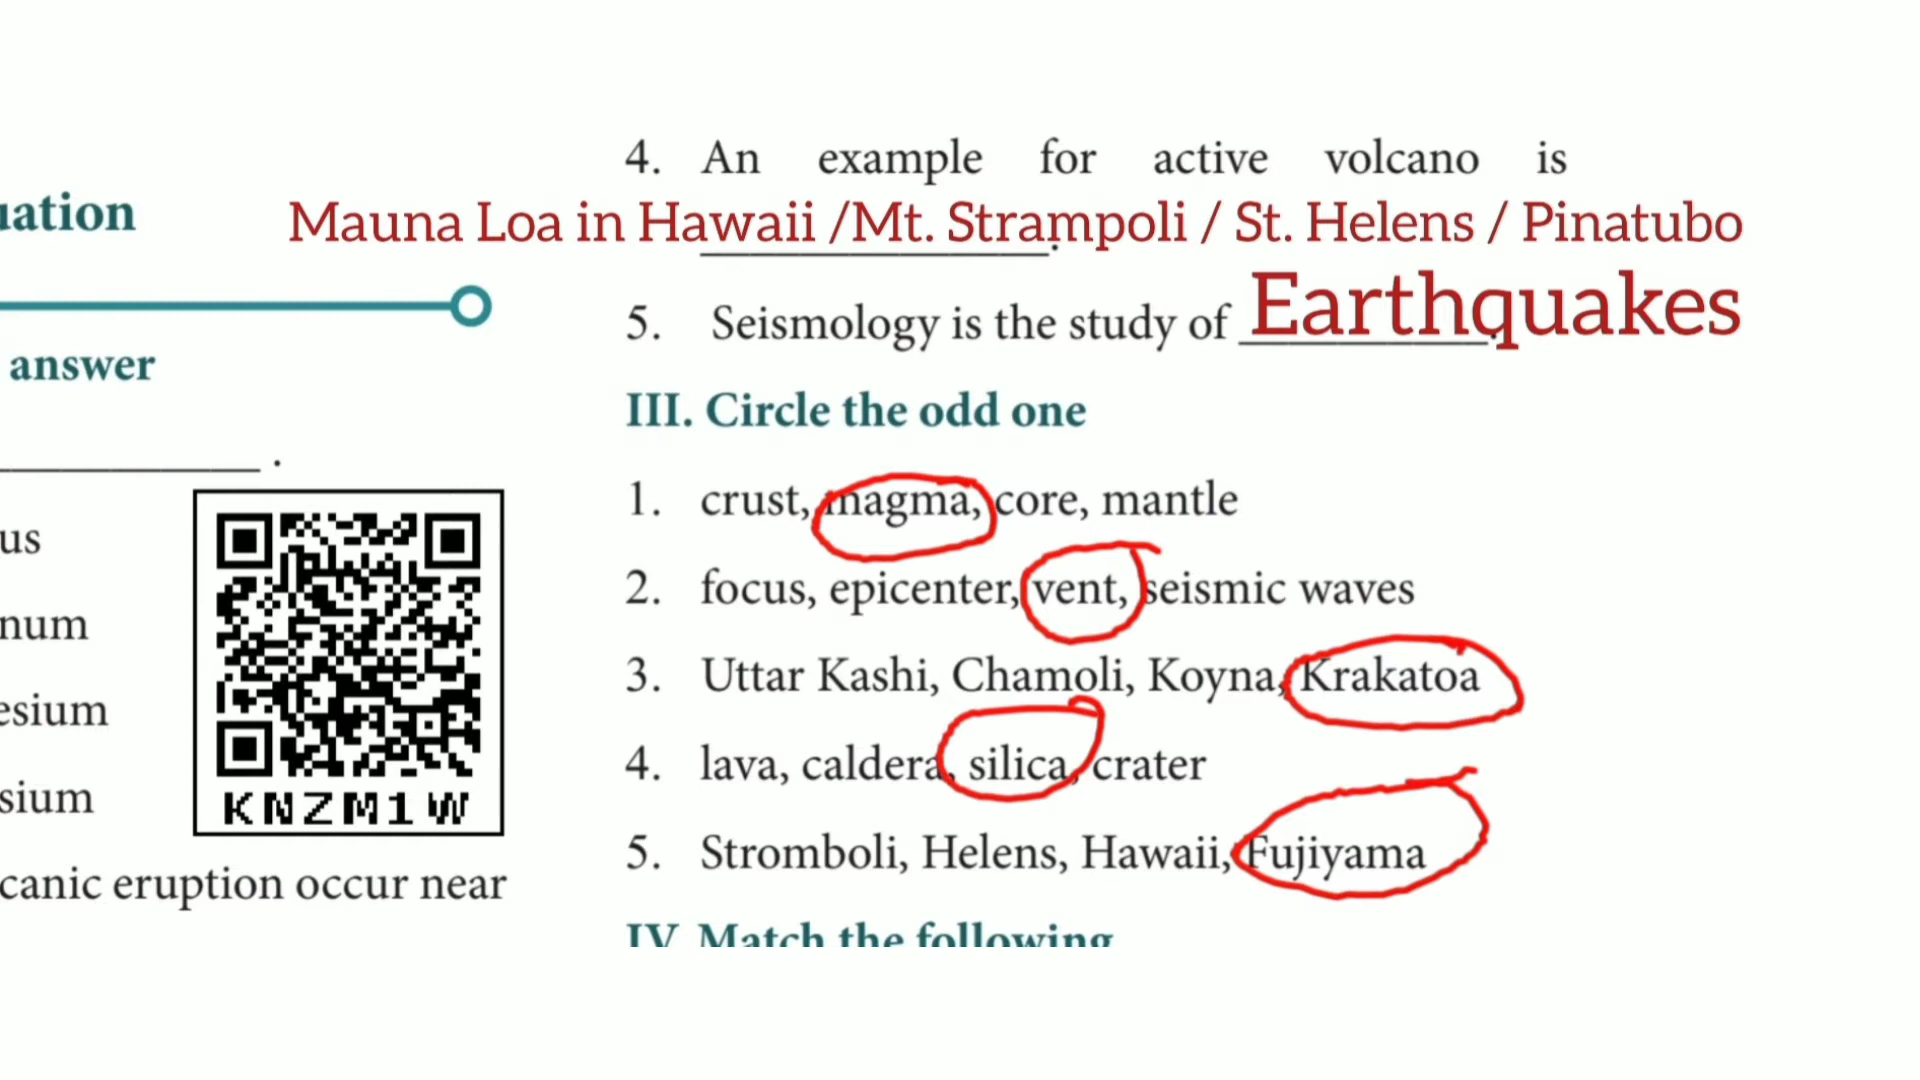 uation
answer
.
us
num
esium
sium
KNZM1W
canic eruption occur near
4. An example for active volcano is
Mauna Loa in Hawaii /Mt. Strampoli / St. Helens / Pinatubo
.
5. Seismology is the study of Earthquakes.
III. Circle the odd one
1. crust, magma, core, mantle
2. focus, epicenter, vent, seismic waves
3. Uttar Kashi, Chamoli, Koyna, Krakatoa
4. lava, caldera, silica, crater
5. Stromboli, Helens, Hawaii, Fujiyama
IV. Match the following